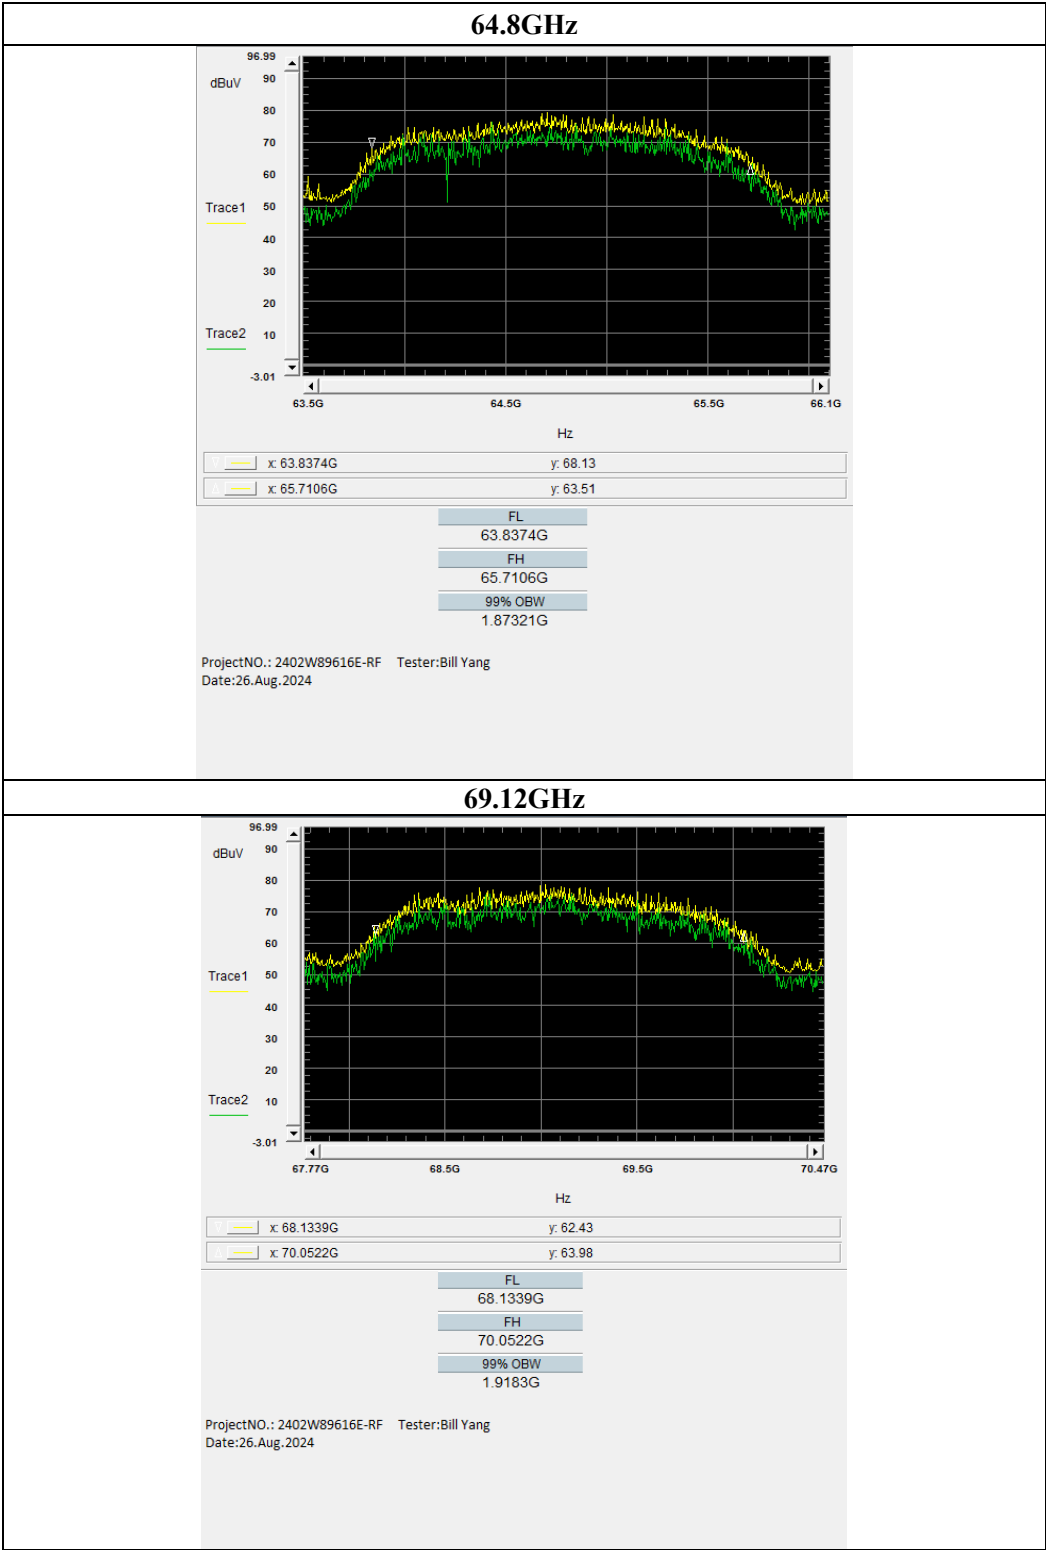 64.8GHz
96.99
dBuV
90
80
70
60
Trace1
50
40
30
20
Trace2
10
-3.01
63.5G 64.5G 65.5G 66.1G
Hz
x: 63.8374G y: 68.13
x: 65.7106G y: 63.51
FL
63.8374G
FH
65.7106G
99% OBW
1.87321G
ProjectNO.: 2402W89616E-RF Tester:Bill Yang
Date:26.Aug.2024
69.12GHz
96.99
dBuV
90
80
70
60
Trace1
50
40
30
20
Trace2
10
-3.01
67.77G 68.5G 69.5G 70.47G
Hz
x: 68.1339G y: 62.43
x: 70.0522G y: 63.98
FL
68.1339G
FH
70.0522G
99% OBW
1.9183G
ProjectNO.: 2402W89616E-RF Tester:Bill Yang
Date:26.Aug.2024